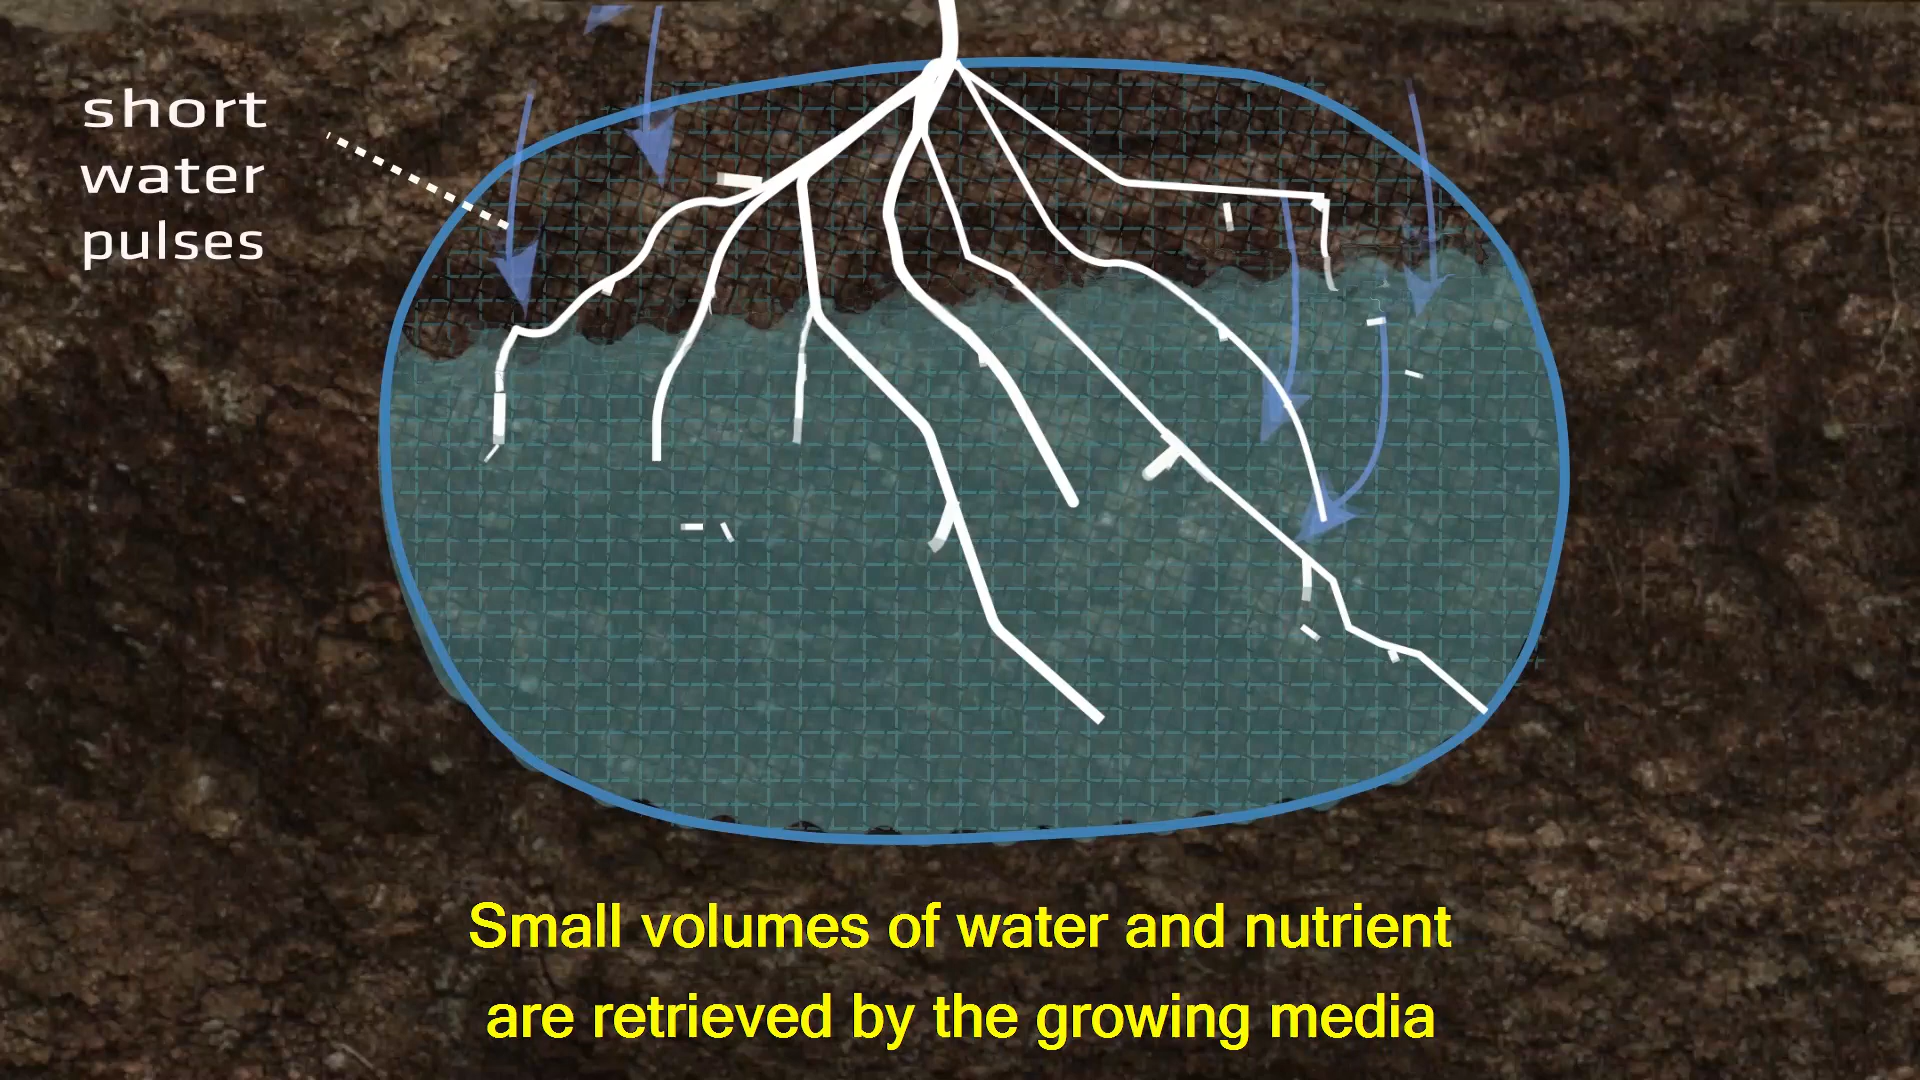 short
water
pulses
Small volumes of water and nutrient
are retrieved by the growing media